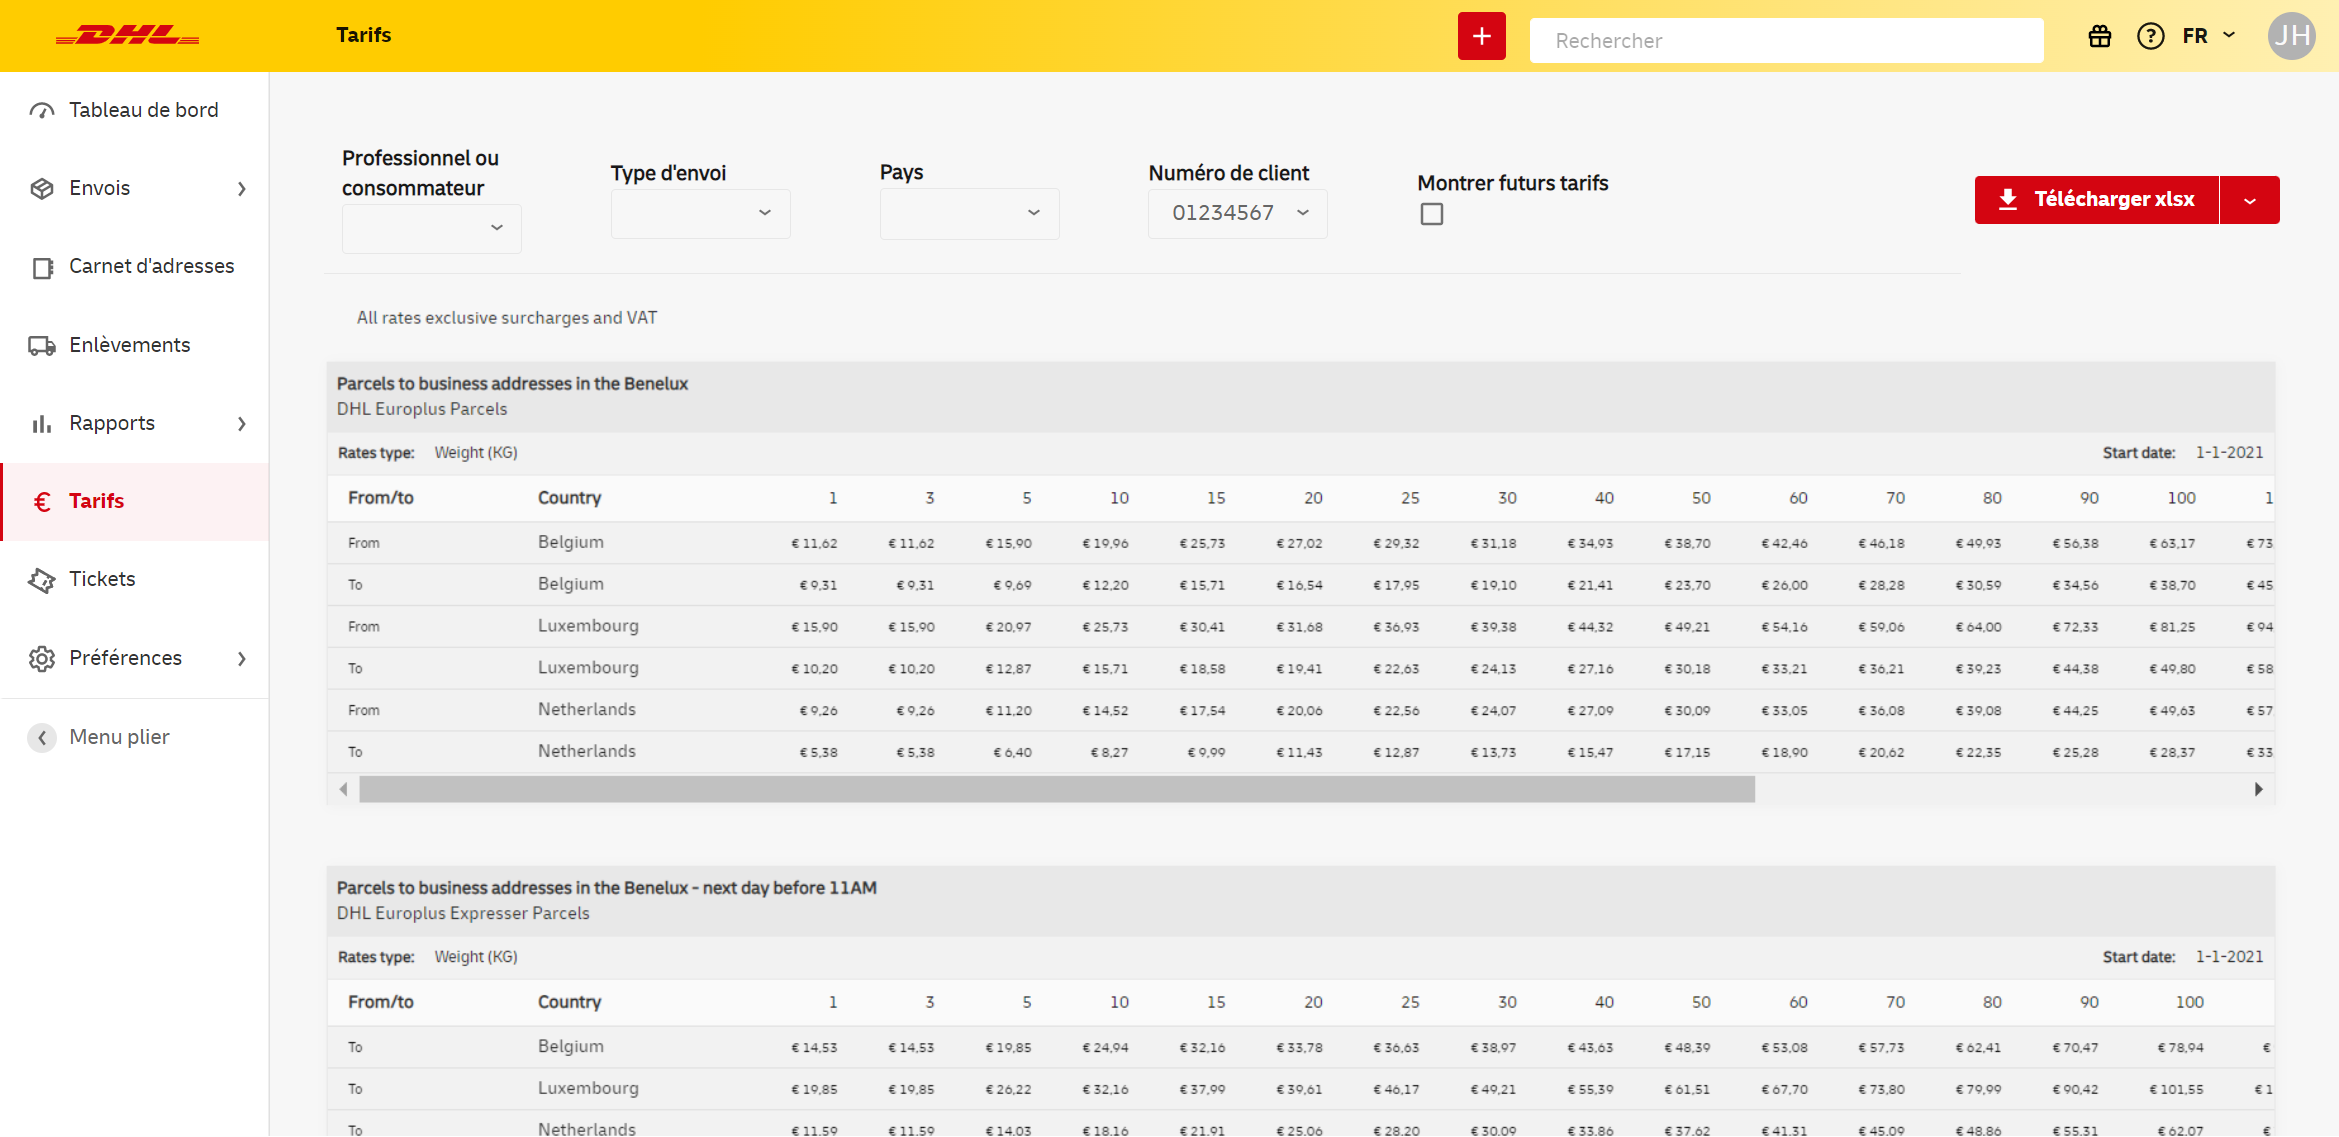 DHL
Tarifs
+
Rechercher
FR
JH
Tableau de bord
Envois
Carnet d'adresses
Enlèvements
Rapports
€ Tarifs
Tickets
Préférences
Menu plier
Professionnel ou
consommateur
Type d'envoi
Pays
Numéro de client
01234567
Montrer futurs tarifs
Télécharger xlsx
All rates exclusive surcharges and VAT
Parcels to business addresses in the Benelux
DHL Europlus Parcels
Rates type: Weight (KG) Start date: 1-1-2021
From/to Country 1 3 5 10 15 20 25 30 40 50 60 70 80 90 100 1
From Belgium € 11,62 € 11,62 € 15,90 € 19,96 € 25,73 € 27,02 € 29,32 € 31,18 € 34,93 € 38,70 € 42,46 € 46,18 € 49,93 € 56,38 € 63,17 € 73
To Belgium € 9,31 € 9,31 € 9,69 € 12,20 € 15,71 € 16,54 € 17,95 € 19,10 € 21,41 € 23,70 € 26,00 € 28,28 € 30,59 € 34,56 € 38,70 € 45
From Luxembourg € 15,90 € 15,90 € 20,97 € 25,73 € 30,41 € 31,68 € 36,93 € 39,38 € 44,32 € 49,21 € 54,16 € 59,06 € 64,00 € 72,33 € 81,25 € 94
To Luxembourg € 10,20 € 10,20 € 12,87 € 15,71 € 18,58 € 19,41 € 22,63 € 24,13 € 27,16 € 30,18 € 33,21 € 36,21 € 39,23 € 44,38 € 49,80 € 58
From Netherlands € 9,26 € 9,26 € 11,20 € 14,52 € 17,54 € 20,06 € 22,56 € 24,07 € 27,09 € 30,09 € 33,05 € 36,08 € 39,08 € 44,25 € 49,63 € 57
To Netherlands € 5,38 € 5,38 € 6,40 € 8,27 € 9,99 € 11,43 € 12,87 € 13,73 € 15,47 € 17,15 € 18,90 € 20,62 € 22,35 € 25,28 € 28,37 € 33
Parcels to business addresses in the Benelux - next day before 11AM
DHL Europlus Expresser Parcels
Rates type: Weight (KG) Start date: 1-1-2021
From/to Country 1 3 5 10 15 20 25 30 40 50 60 70 80 90 100
To Belgium € 14,53 € 14,53 € 19,85 € 24,94 € 32,16 € 33,78 € 36,63 € 38,97 € 43,63 € 48,39 € 53,08 € 57,73 € 62,41 € 70,47 € 78,94 €
To Luxembourg € 19,85 € 19,85 € 26,22 € 32,16 € 37,99 € 39,61 € 46,17 € 49,21 € 55,39 € 61,51 € 67,70 € 73,80 € 79,99 € 90,42 € 101,55 € 1
To Netherlands € 11,59 € 11,59 € 14,03 € 18,16 € 21,91 € 25,06 € 28,20 € 30,09 € 33,86 € 37,62 € 41,31 € 45,09 € 48,86 € 55,31 € 62,07 €